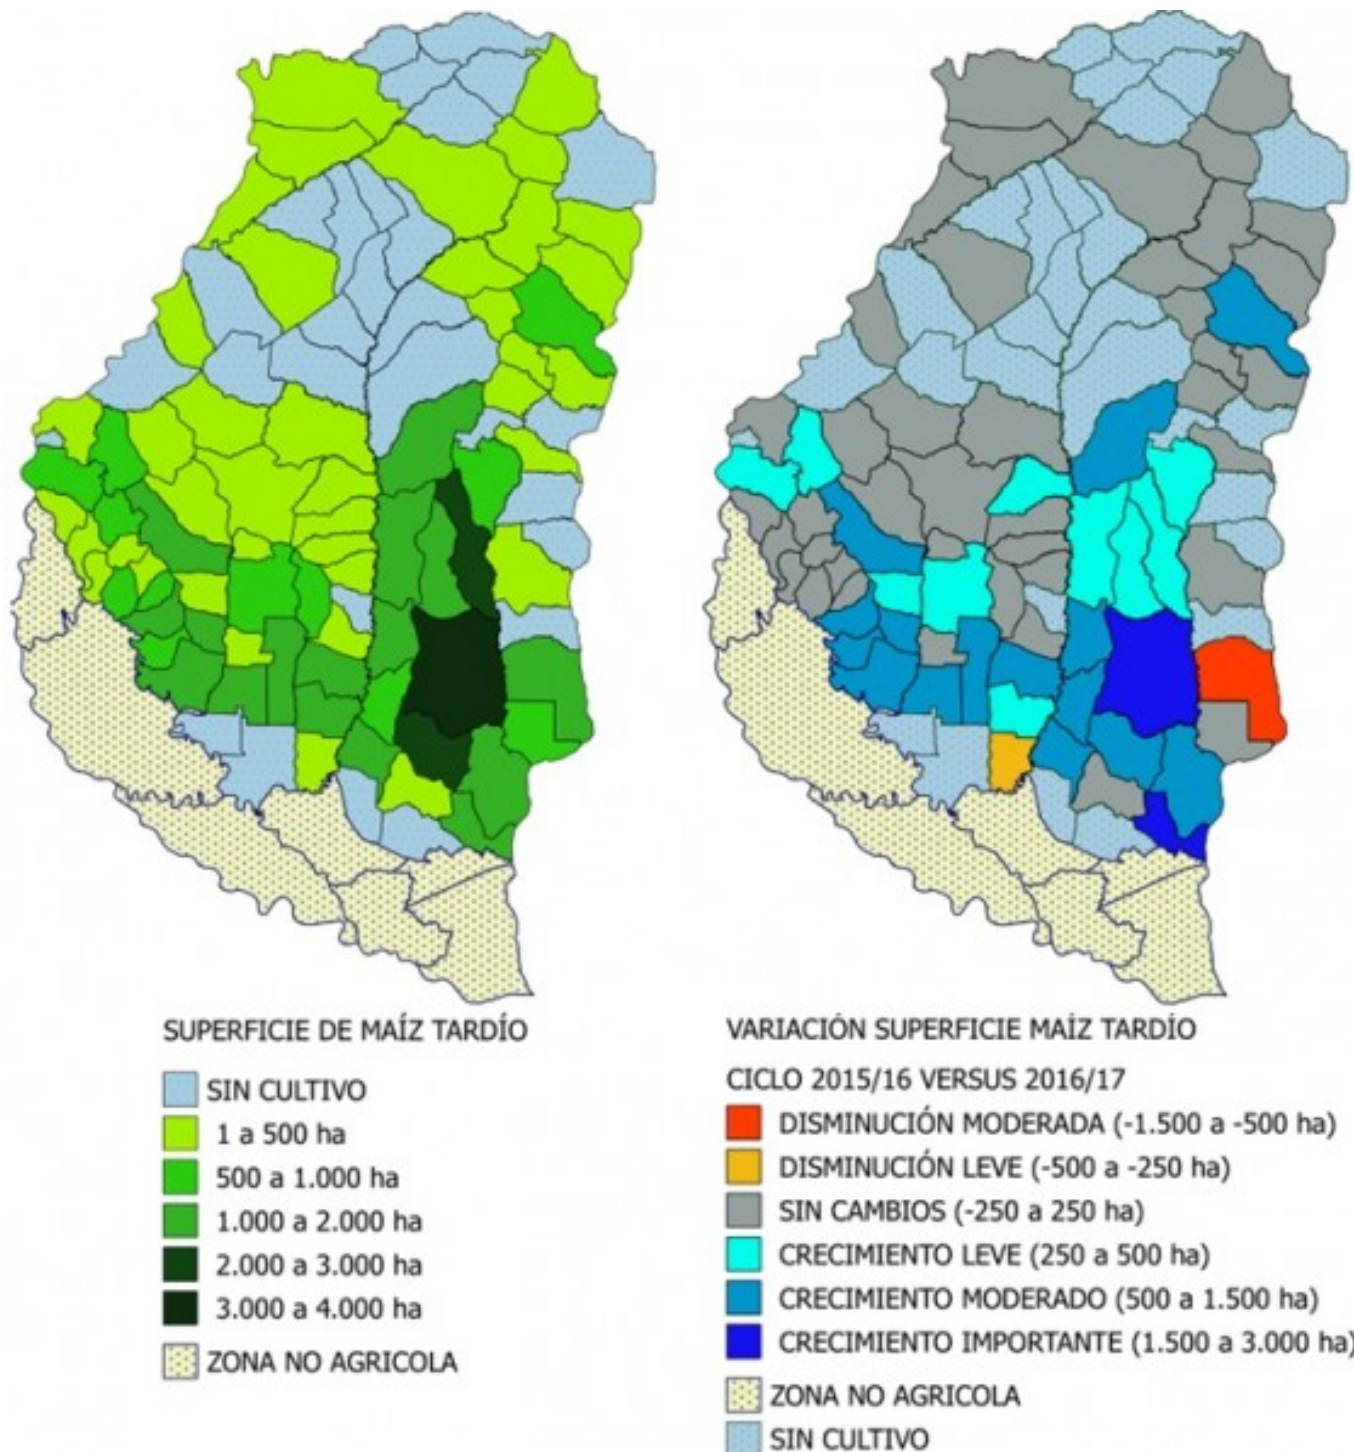 SUPERFICIE DE MAÍZ TARDÍO
SIN CULTIVO
1 a 500 ha
500 a 1.000 ha
1.000 a 2.000 ha
2.000 a 3.000 ha
3.000 a 4.000 ha
ZONA NO AGRICOLA
VARIACIÓN SUPERFICIE MAÍZ TARDÍO
CICLO 2015/16 VERSUS 2016/17
DISMINUCIÓN MODERADA (-1.500 a -500 ha)
DISMINUCIÓN LEVE (-500 a -250 ha)
SIN CAMBIOS (-250 a 250 ha)
CRECIMIENTO LEVE (250 a 500 ha)
CRECIMIENTO MODERADO (500 a 1.500 ha)
CRECIMIENTO IMPORTANTE (1.500 a 3.000 ha)
ZONA NO AGRICOLA
SIN CULTIVO